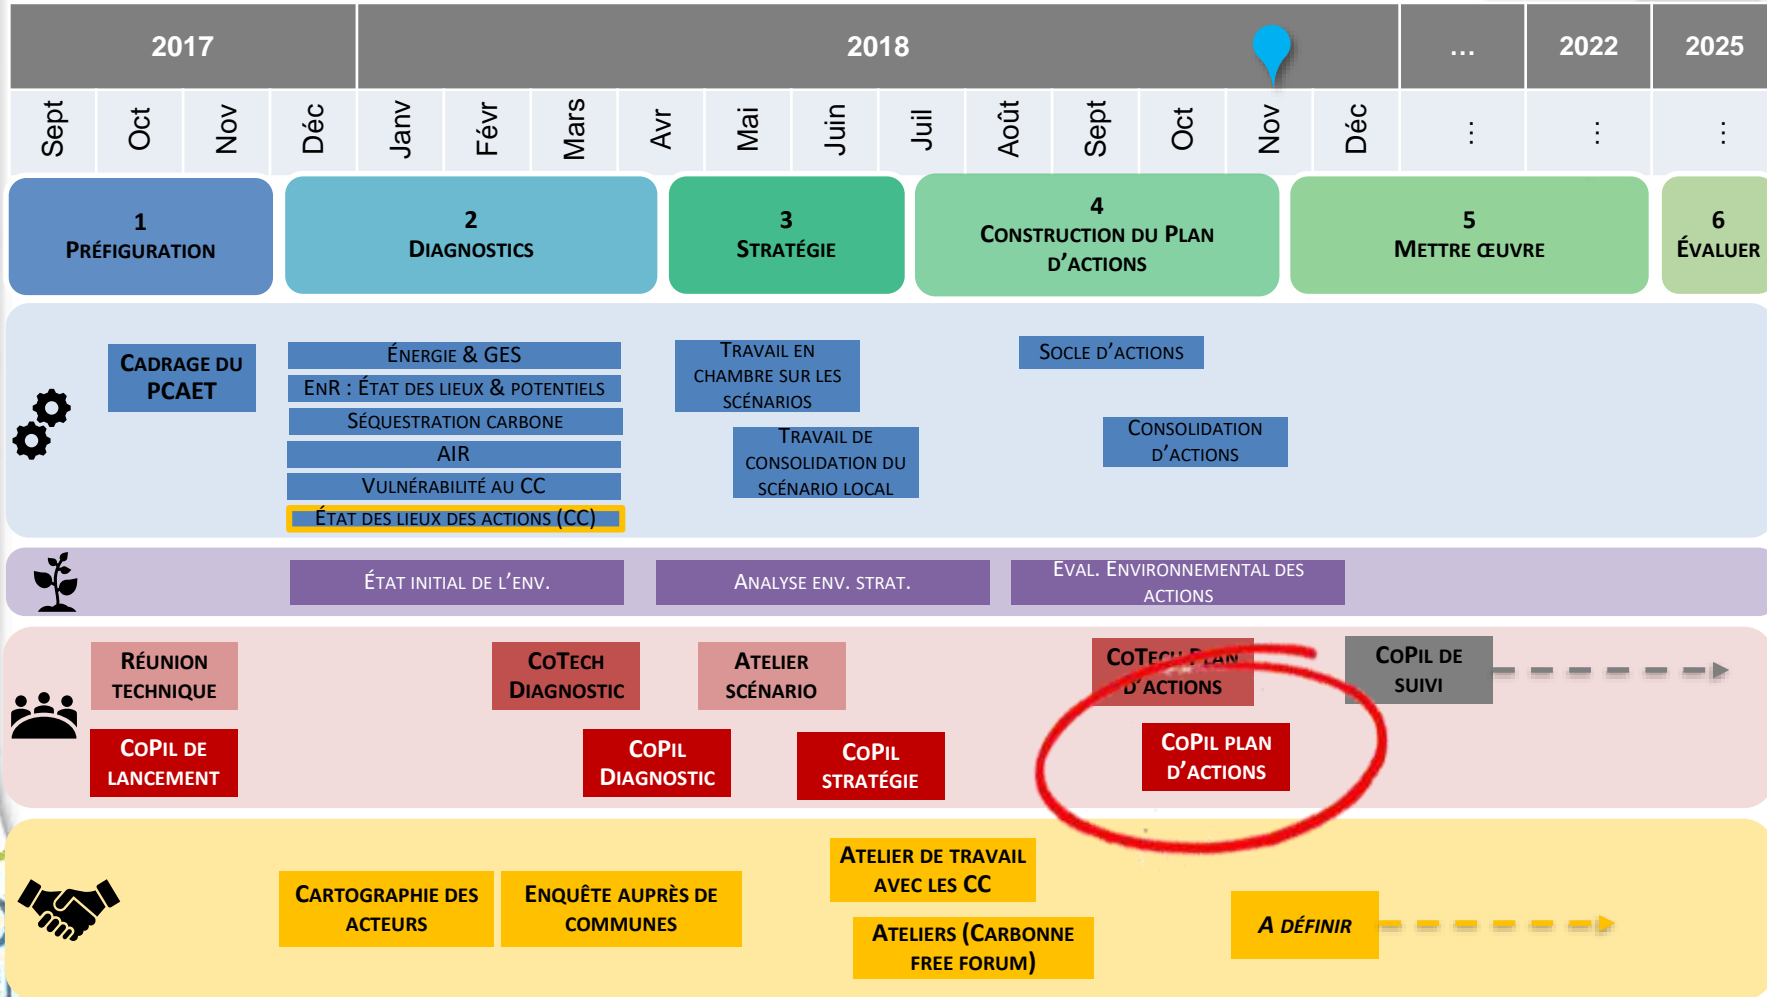 2017
2018
...
2022
2025
Sept
Oct
Nov
Déc
Janv
Févr
Mars
Avr
Mai
Juin
Juil
Août
Sept
Oct
Nov
Déc
...
...
...
1
PRÉFIGURATION
2
DIAGNOSTICS
3
STRATÉGIE
4
CONSTRUCTION DU PLAN
D'ACTIONS
5
METTRE ŒUVRE
6
ÉVALUER
CADRAGE DU
PCAET
ÉNERGIE & GES
ENR : ÉTAT DES LIEUX & POTENTIELS
SÉQUESTRATION CARBONE
AIR
VULNÉRABILITÉ AU CC
ÉTAT DES LIEUX DES ACTIONS (CC)
TRAVAIL EN
CHAMBRE SUR LES
SCÉNARIOS
TRAVAIL DE
CONSOLIDATION DU
SCÉNARIO LOCAL
SOCLE D'ACTIONS
CONSOLIDATION
D'ACTIONS
ÉTAT INITIAL DE L'ENV.
ANALYSE ENV. STRAT.
EVAL. ENVIRONNEMENTAL DES
ACTIONS
RÉUNION
TECHNIQUE
COTECH
DIAGNOSTIC
ATELIER
SCÉNARIO
COTECH PLAN
D'ACTIONS
COPIL DE
SUIVI
COPIL DE
LANCEMENT
COPIL
DIAGNOSTIC
COPIL
STRATÉGIE
COPIL PLAN
D'ACTIONS
CARTOGRAPHIE DES
ACTEURS
ENQUÊTE AUPRÈS DE
COMMUNES
ATELIER DE TRAVAIL
AVEC LES CC
ATELIERS (CARBONNE
FREE FORUM)
A DÉFINIR